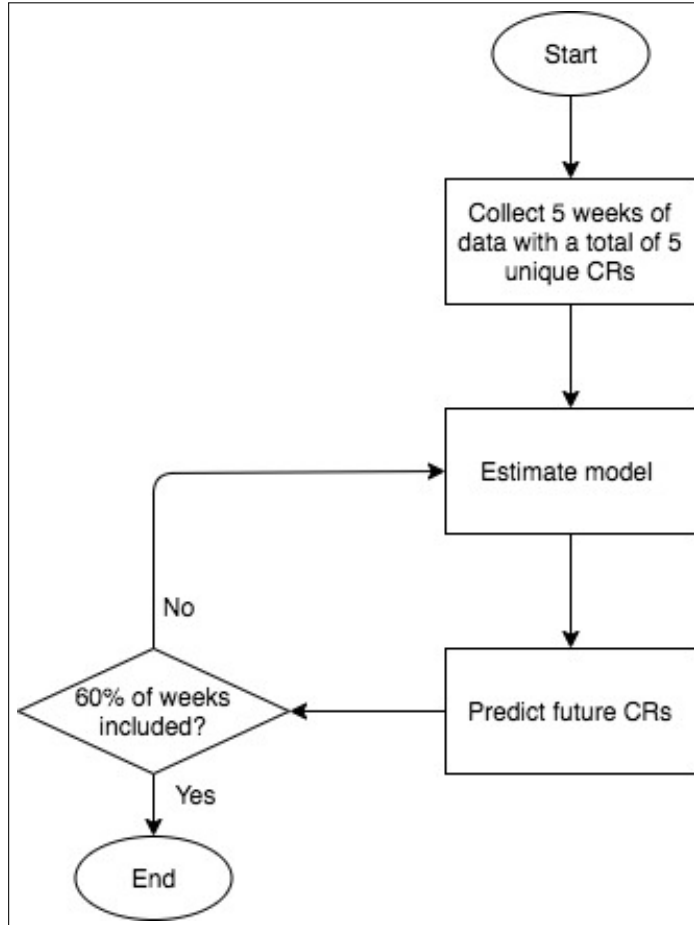 Start
Collect 5 weeks of
data with a total of 5
unique CRs
Estimate model
No
60% of weeks
included?
Predict future CRs
Yes
End